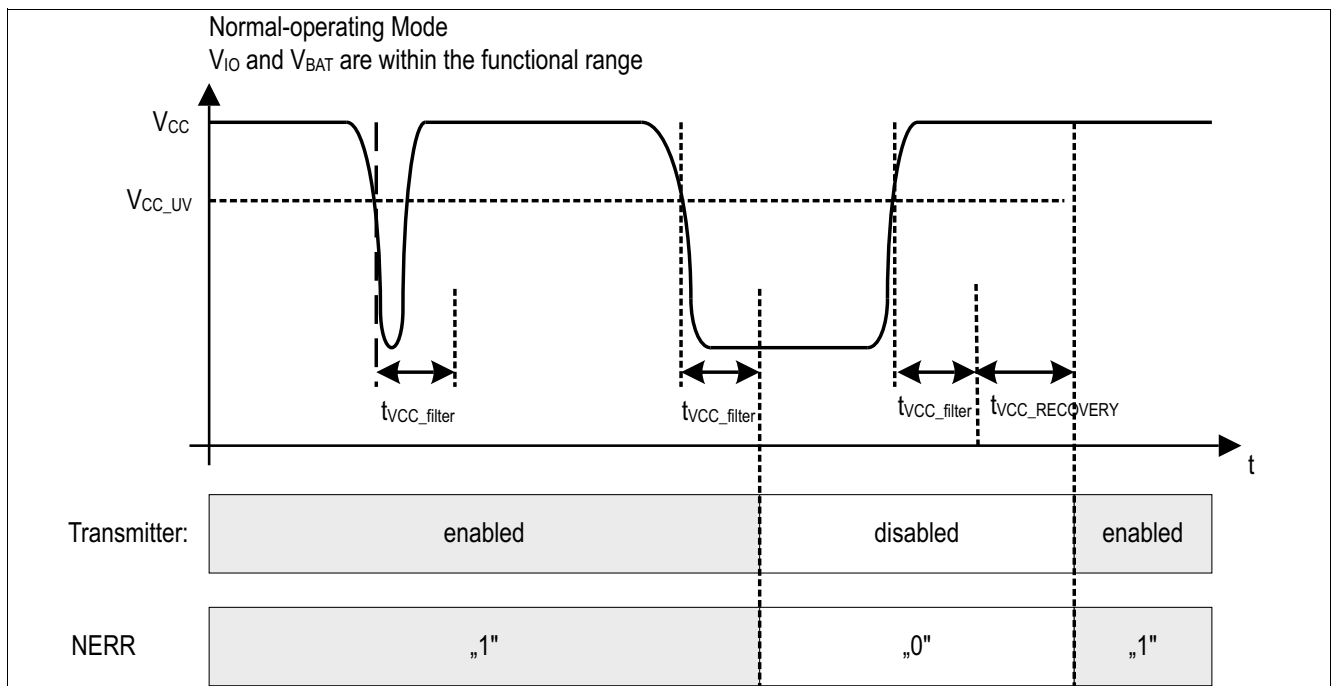 Normal-operating Mode
VIO and VBAT are within the functional range
VCC
VCC_UV
tVCC_filter
tVCC_filter
tVCC_filter
tVCC_RECOVERY
t
Transmitter:
enabled
disabled
enabled
NERR
„1"
„0"
„1"